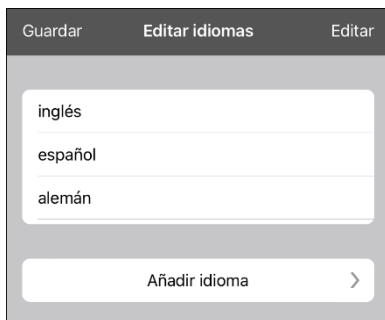 Guardar Editar idiomas Editar
inglés
español
alemán
Añadir idioma